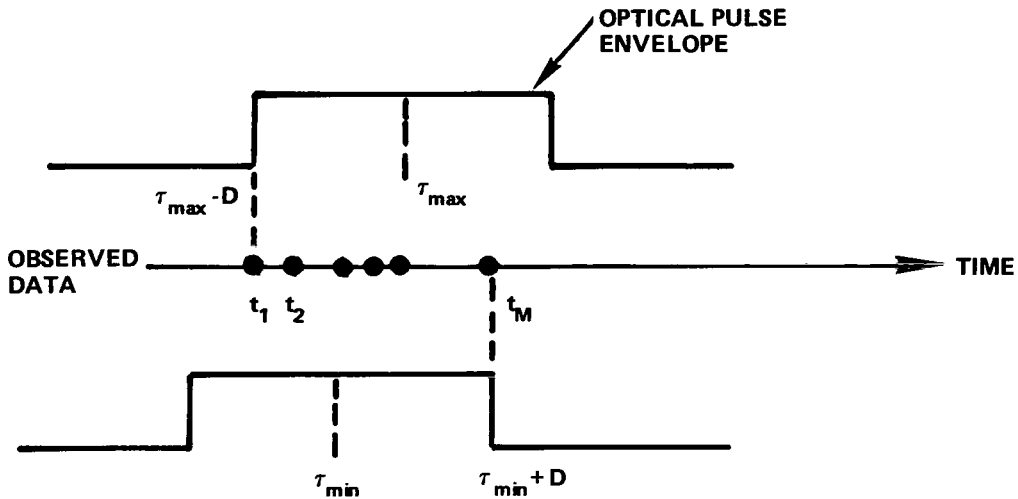 OPTICAL PULSE
ENVELOPE
τmax -D
τmax
OBSERVED
DATA
TIME
t1
t2
tM
τmin
τmin +D